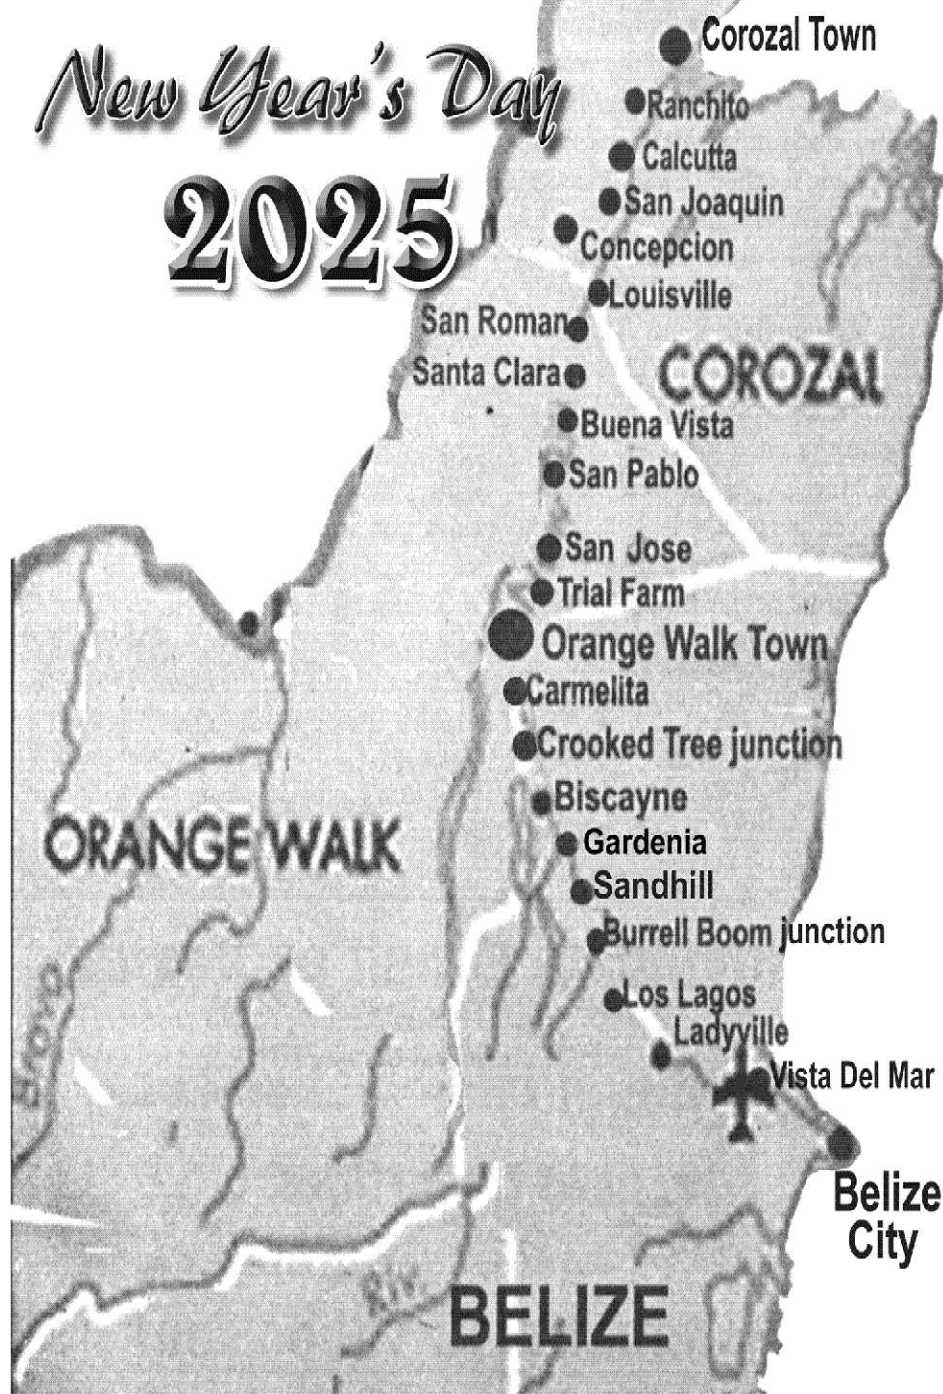 New Year's Day
2025
Corozal Town
Ranchito
Calcutta
San Joaquin
Concepcion
Louisville
San Roman
Santa Clara
COROZAL
Buena Vista
San Pablo
San Jose
Trial Farm
Orange Walk Town
Carmelita
Crooked Tree junction
Biscayne
ORANGE WALK
Gardenia
Sandhill
Burrell Boom junction
Los Lagos
Ladyville
Vista Del Mar
Belize
City
Riv
BELIZE